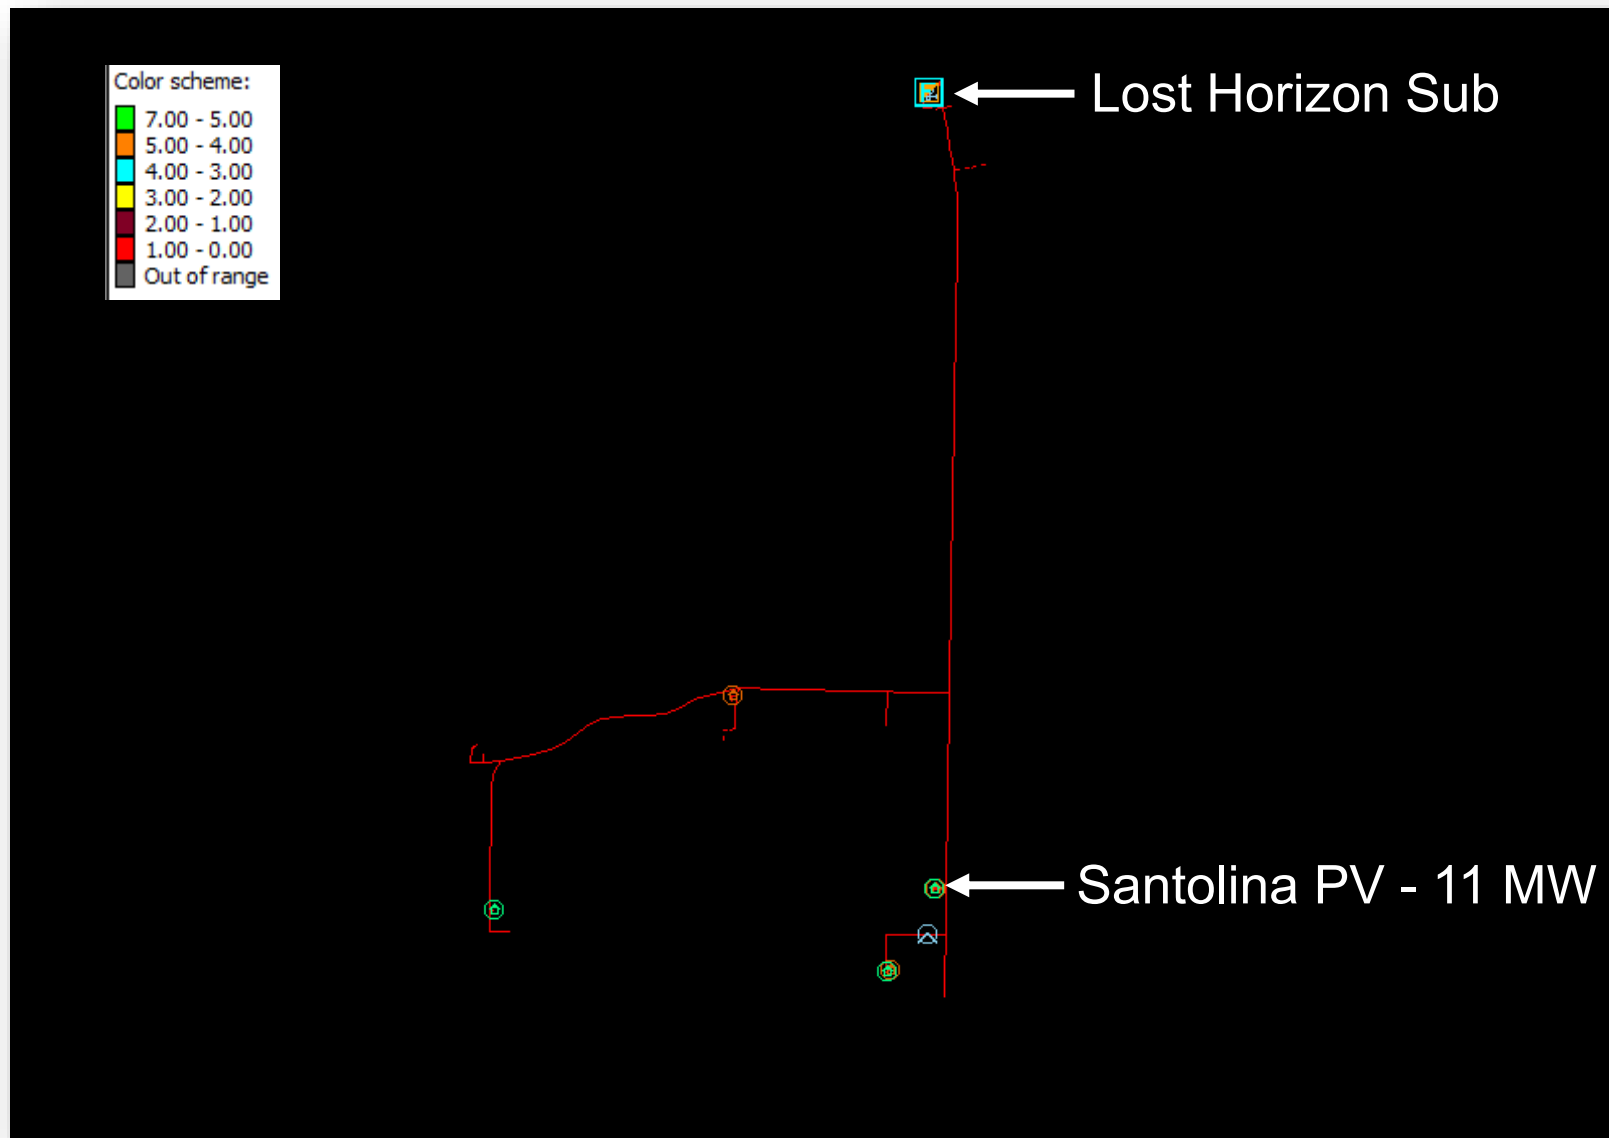 Color scheme:
7.00 - 5.00
5.00 - 4.00
4.00 - 3.00
3.00 - 2.00
2.00 - 1.00
1.00 - 0.00
Out of range
Lost Horizon Sub
Santolina PV - 11 MW